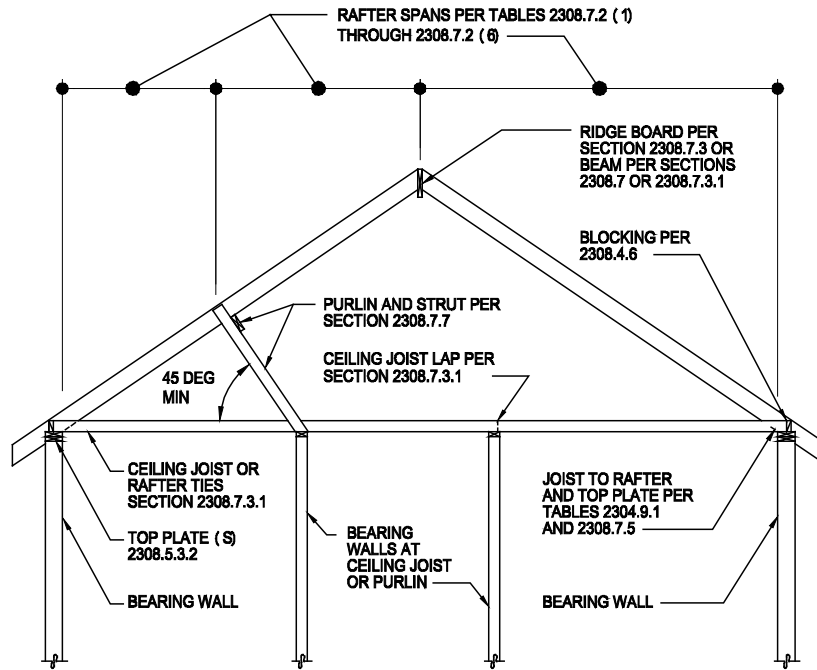 RAFTER SPANS PER TABLES 2308.7.2 ( 1)
THROUGH 2308.7.2 ( 6)
RIDGE BOARD PER
SECTION 2308.7.3 OR
BEAM PER SECTIONS
2308.7 OR 2308.7.3.1
BLOCKING PER
2308.4.6
PURLIN AND STRUT PER
SECTION 2308.7.7
CEILING JOIST LAP PER
SECTION 2308.7.3.1
45 DEG
MIN
CEILING JOIST OR
RAFTER TIES
SECTION 2308.7.3.1
JOIST TO RAFTER
AND TOP PLATE PER
TABLES 2304.9.1
AND 2308.7.5
TOP PLATE ( S)
2308.5.3.2
BEARING
WALLS AT
CEILING JOIST
OR PURLIN
BEARING WALL
BEARING WALL